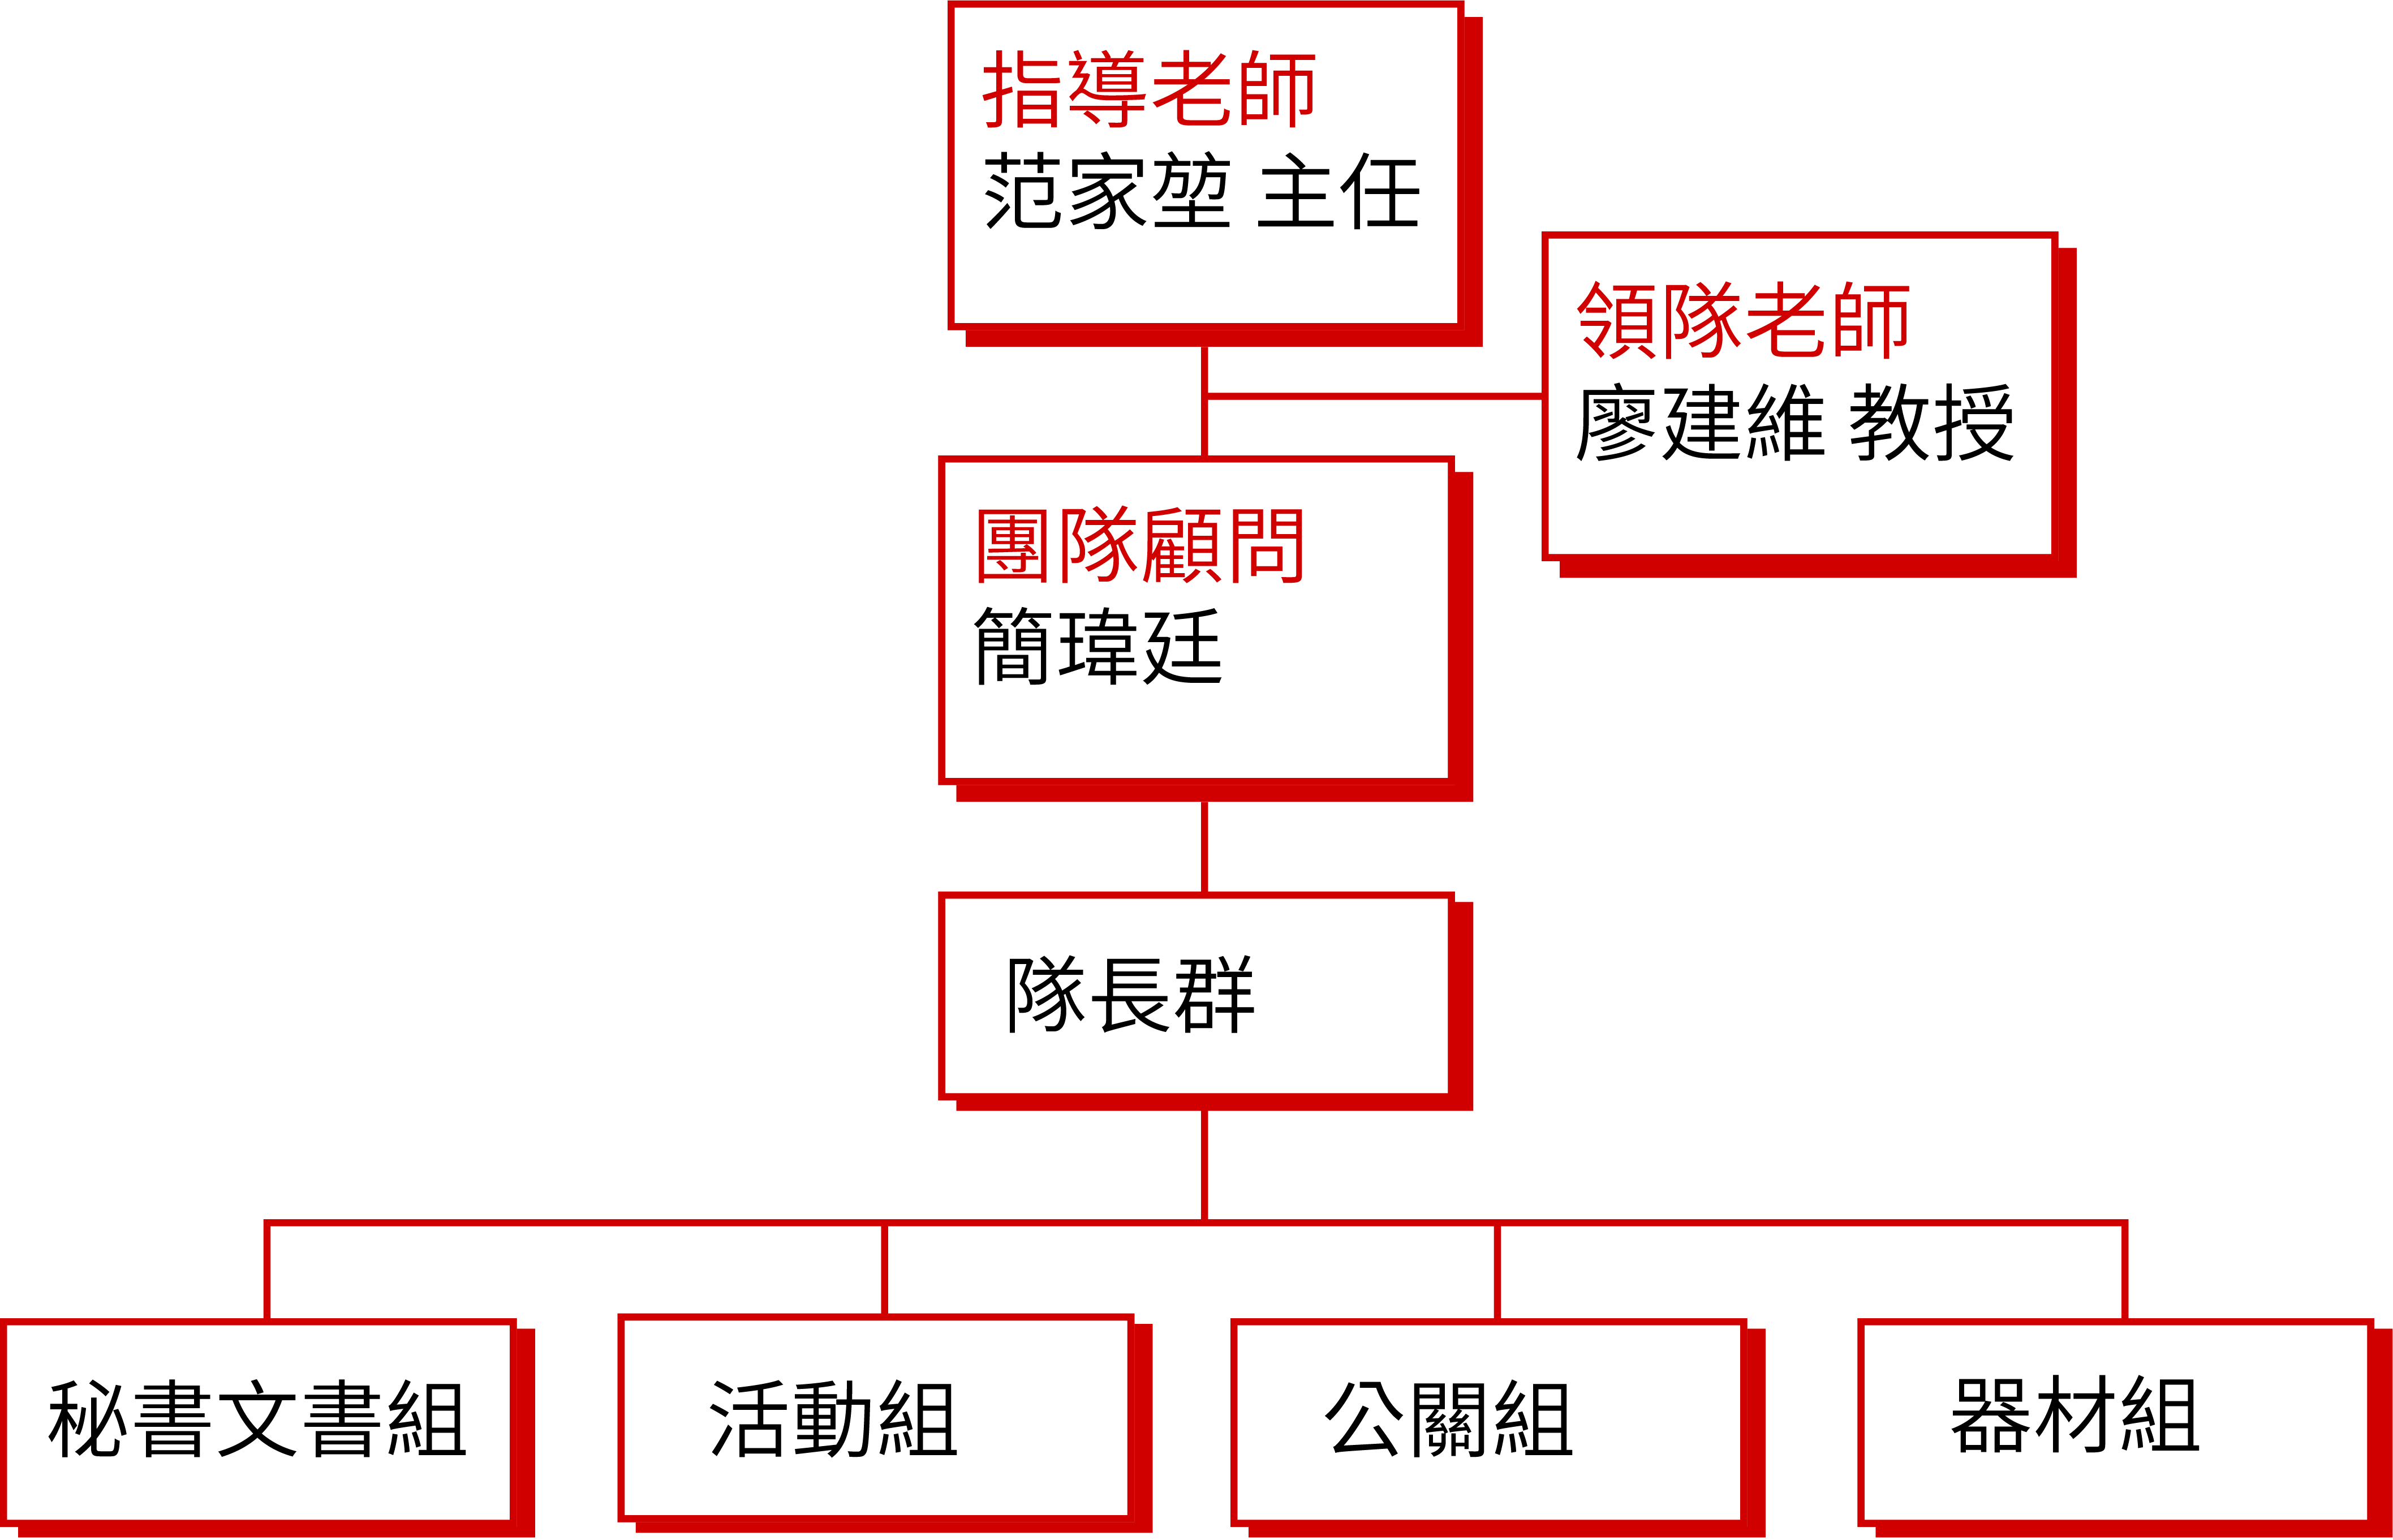 指導老師
范家堃 主任
領隊老師
廖建維 教授
團隊顧問
簡瑋廷
隊長群
秘書文書組
活動組
公關組
器材組